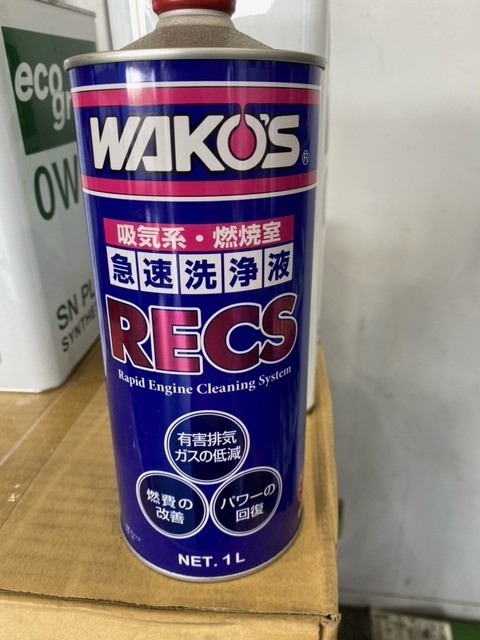 WAKO'S®
吸気系・燃焼室
急速洗浄液
RECS
Rapid Engine Cleaning System
有害排気
ガスの低減
燃費の
改善
パワーの
回復
NET. 1L
eco
gr
0W
SN PL
SYNTHE